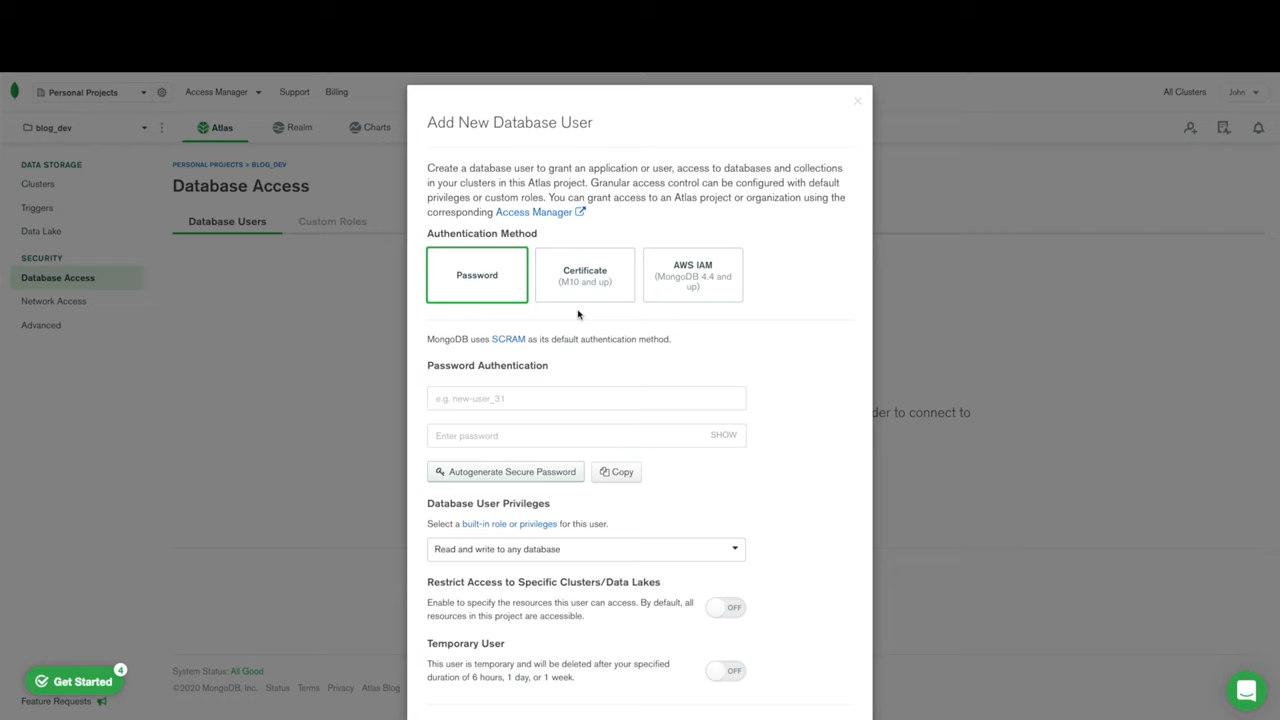 Personal Projects
Access Manager
Support
Billing
All Clusters
John
blog_dev
Atlas
Realm
Charts
DATA STORAGE
Clusters
Triggers
Data Lake
SECURITY
Database Access
Network Access
Advanced
PERSONAL PROJECTS > BLOG_DEV
Database Access
Database Users
Custom Roles
Add New Database User
Create a database user to grant an application or user, access to databases and collections
in your clusters in this Atlas project. Granular access control can be configured with default
privileges or custom roles. You can grant access to an Atlas project or organization using the
corresponding Access Manager
Authentication Method
Password
Certificate
(M10 and up)
AWS IAM
(MongoDB 4.4 and
up)
MongoDB uses SCRAM as its default authentication method.
Password Authentication
e.g. new-user_31
Enter password
SHOW
Autogenerate Secure Password
Copy
Database User Privileges
Select a built-in role or privileges for this user.
Read and write to any database
Restrict Access to Specific Clusters/Data Lakes
Enable to specify the resources this user can access. By default, all
resources in this project are accessible.
OFF
Temporary User
This user is temporary and will be deleted after your specified
duration of 6 hours, 1 day, or 1 week.
OFF
der to connect to
System Status: All Good
©2020 MongoDB, Inc.
Status
Terms
Privacy
Atlas Blog
Get Started
4
Feature Requests